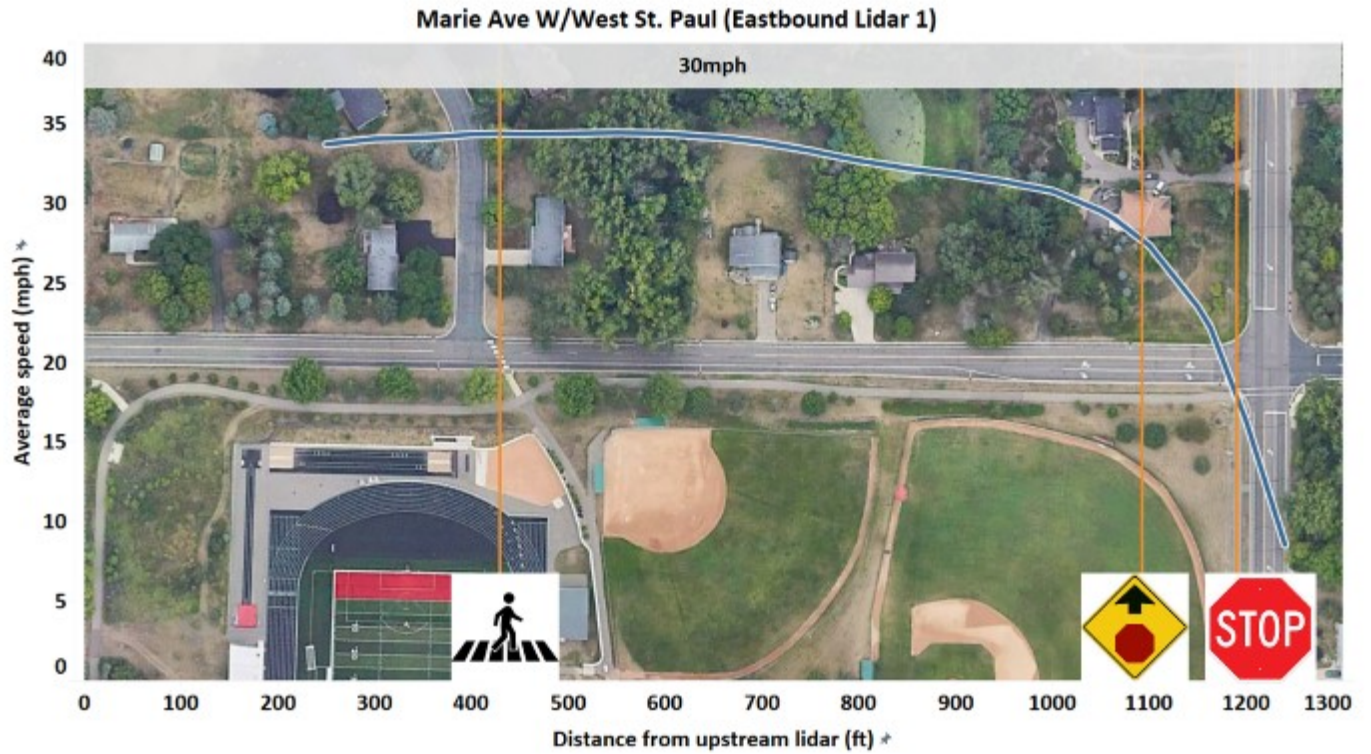 Marie Ave W/West St. Paul (Eastbound Lidar 1)
30mph
40
35
30
25
20
15
10
5
0
Average speed (mph)
STOP
0 100 200 300 400 500 600 700 800 900 1000 1100 1200 1300
Distance from upstream lidar (ft)